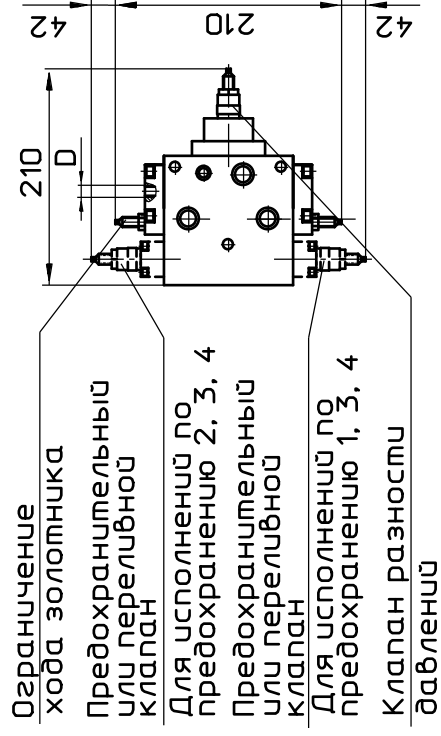 42
210
42
210
D
Ограничение
хода золотника
Предохранительный
или переливной
клапан
Для исполнений по
предохранению 2, 3, 4
Предохранительный
или переливной
клапан
Для исполнений по
предохранению 1, 3, 4
Клапан разности
давлений